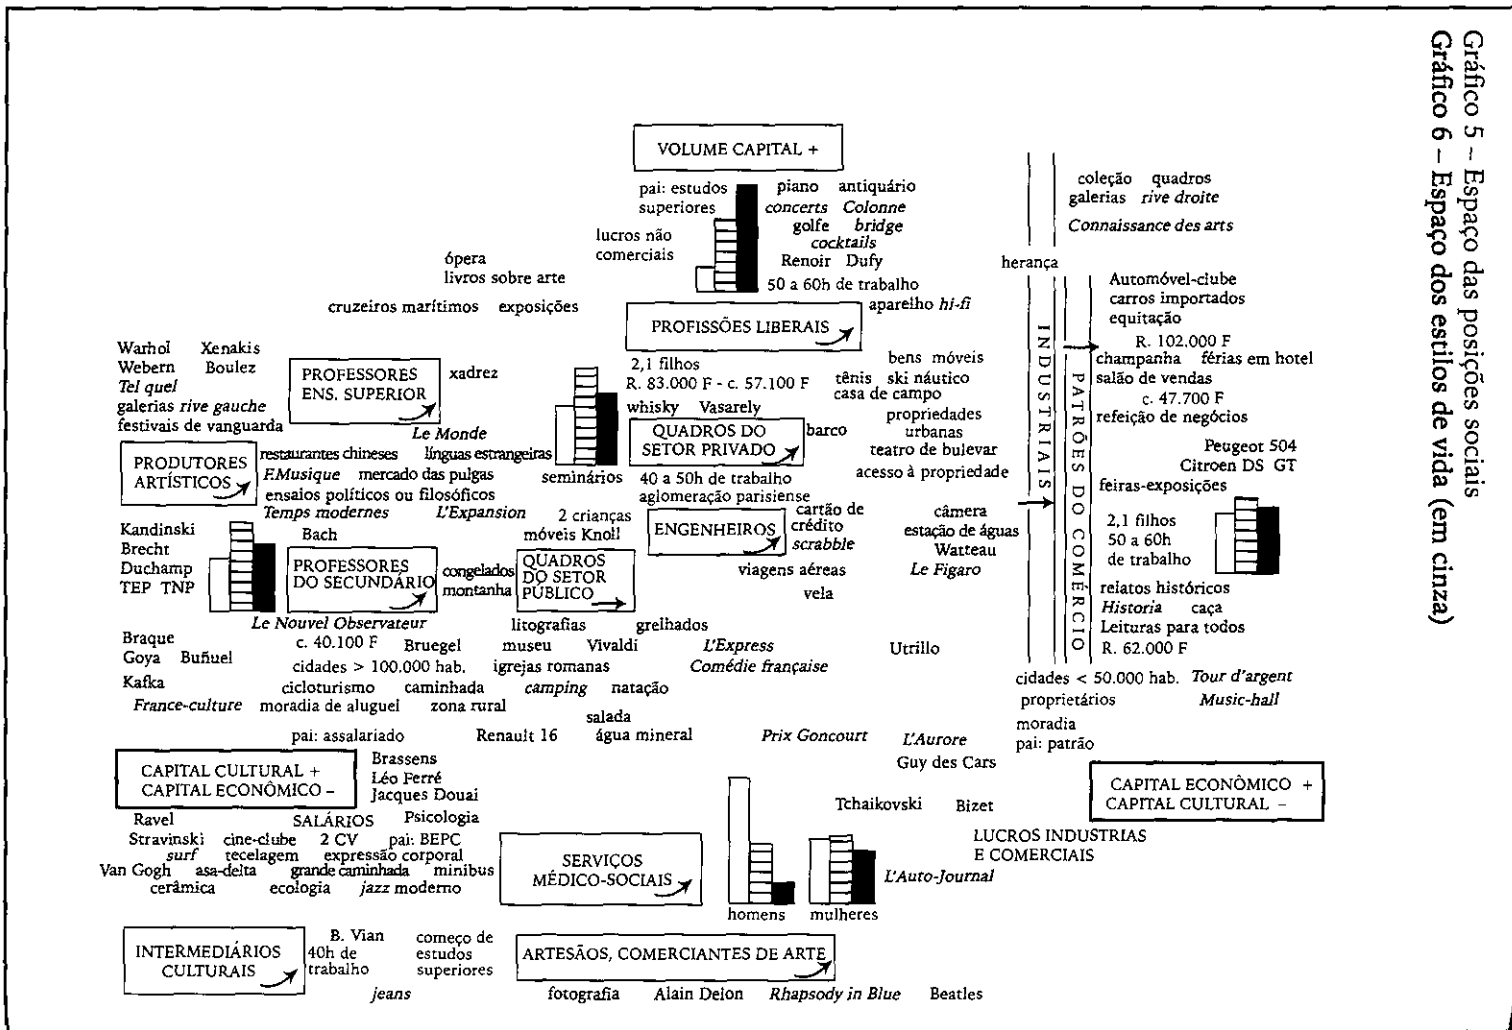 Gráfico 5 – Espaço das posições sociais
Gráfico 6 – Espaço dos estilos de vida (em cinza)
VOLUME CAPITAL +
pai: estudos
superiores
piano antiquário
concerts Colonne
golfe bridge
cocktails
Renoir Dufy
50 a 60h de trabalho
aparelho hi-fi
lucros não
comerciais
ópera
livros sobre arte
cruzeiros marítimos exposições
PROFISSÕES LIBERAIS
coleção quadros
galerias rive droite
Connaissance des arts
herança
Automóvel-clube
carros importados
equitação
R. 102.000 F
champanha férias em hotel
salão de vendas
c. 47.700 F
refeição de negócios
Peugeot 504
Citroen DS GT
feiras-exposições
2,1 filhos
50 a 60h
de trabalho
relatos históricos
Historia caça
Leituras para todos
R. 62.000 F
INDUSTRIAIS
PATRÕES DO COMÉRCIO
Warhol Xenakis
Webern Boulez
Tel quel
galerias rive gauche
festivais de vanguarda
PROFESSORES
ENS. SUPERIOR
xadrez
2,1 filhos
R. 83.000 F - c. 57.100 F
whisky Vasarely
bens móveis
tênis ski náutico
casa de campo
propriedades
urbanas
teatro de bulevar
acesso à propriedade
QUADROS DO
SETOR PRIVADO
barco
Le Monde
PRODUTORES
ARTÍSTICOS
restaurantes chineses línguas estrangeiras
F.Musique mercado das pulgas
seminários
ensaios políticos ou filosóficos
Temps modernes L'Expansion
40 a 50h de trabalho
aglomeração parisiense
2 crianças
móveis Knoll
ENGENHEIROS
cartão de
crédito
scrabble
câmera
estação de águas
Watteau
Le Figaro
viagens aéreas
vela
Kandinski
Brecht
Duchamp
TEP TNP
Bach
PROFESSORES
DO SECUNDÁRIO
congelados
montanha
QUADROS
DO SETOR
PÚBLICO
Le Nouvel Observateur
litografias grelhados
Braque
Goya Buñuel
Kafka
c. 40.100 F Bruegel museu Vivaldi L'Express Utrillo
cidades > 100.000 hab. igrejas romanas Comédie française
cicloturismo caminhada camping natação
France-culture moradia de aluguel zona rural
salada
pai: assalariado Renault 16 água mineral Prix Goncourt L'Aurore
Guy des Cars
cidades < 50.000 hab. Tour d'argent
proprietários Music-hall
moradia
pai: patrão
CAPITAL CULTURAL +
CAPITAL ECONÔMICO –
Brassens
Léo Ferré
Jacques Douai
CAPITAL ECONÔMICO +
CAPITAL CULTURAL –
Tchaikovski Bizet
LUCROS INDUSTRIAS
E COMERCIAIS
L'Auto-Journal
Ravel SALÁRIOS Psicologia
Stravinski cine-clube 2 CV pai: BEPC
surf tecelagem expressão corporal
Van Gogh asa-delta grande caminhada minibus
cerâmica ecologia jazz moderno
SERVIÇOS
MÉDICO-SOCIAIS
homens mulheres
INTERMEDIÁRIOS
CULTURAIS
B. Vian
40h de
trabalho
começo de
estudos
superiores
ARTESÃOS, COMERCIANTES DE ARTE
jeans fotografia Alain Delon Rhapsody in Blue Beatles